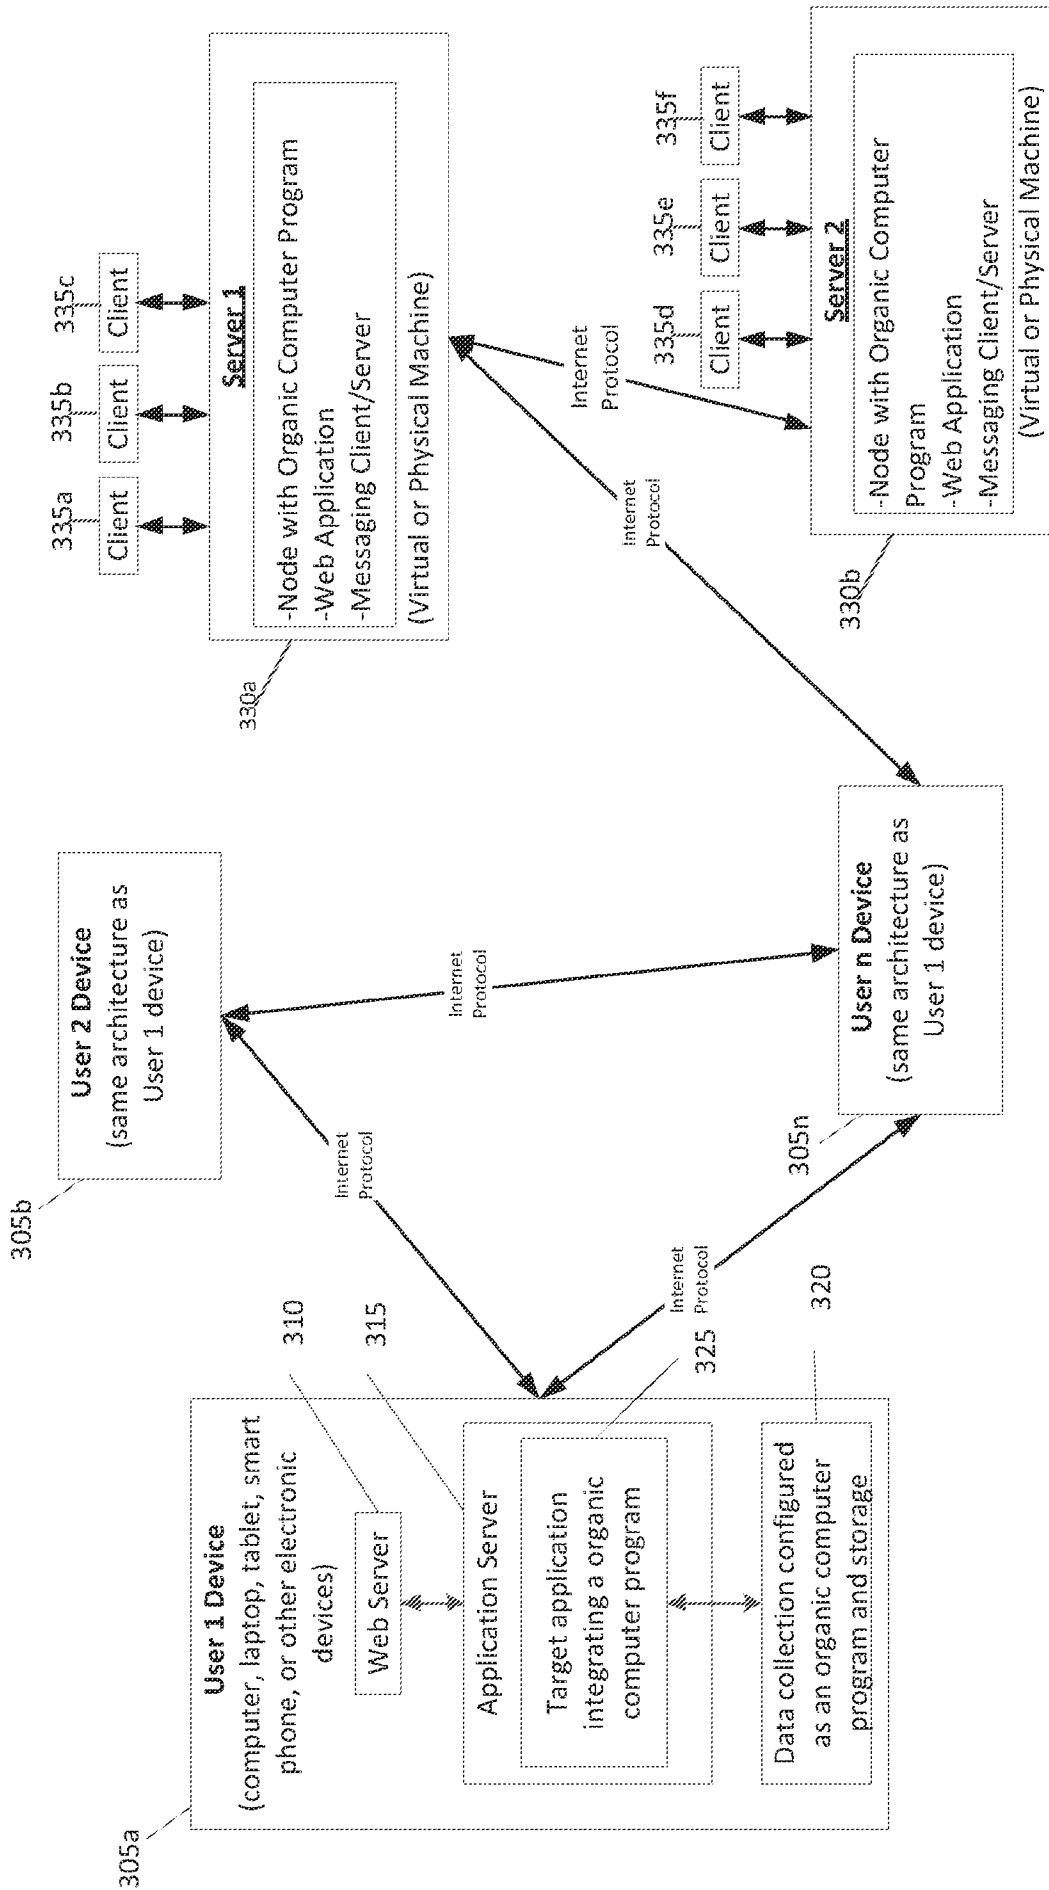 305a
User 1 Device
(computer, laptop, tablet, smart
phone, or other electronic
devices)
Web Server
310
Application Server
315
Target application
integrating a organic
computer program
325
Data collection configured
as an organic computer
program and storage
320
Internet
Protocol
Internet
Protocol
305b
User 2 Device
(same architecture as
User 1 device)
Internet
Protocol
305n
User n Device
(same architecture as
User 1 device)
Internet
Protocol
Internet
Protocol
335a
335b
335c
Client
Client
Client
330a
Server 1
-Node with Organic Computer Program
-Web Application
-Messaging Client/Server
(Virtual or Physical Machine)
335d
335e
335f
Client
Client
Client
330b
Server 2
-Node with Organic Computer
Program
-Web Application
-Messaging Client/Server
(Virtual or Physical Machine)